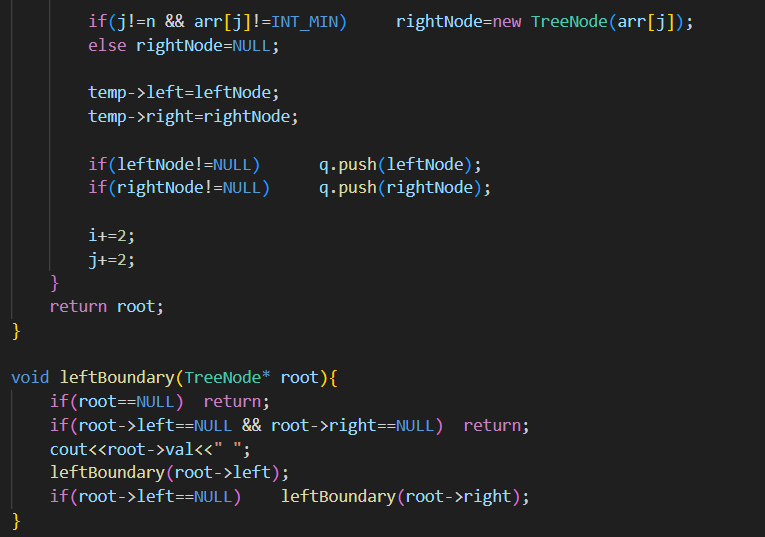 if(j!=n && arr[j]!=INT_MIN)     rightNode=new TreeNode(arr[j]);
else rightNode=NULL;
temp->left=leftNode;
temp->right=rightNode;
if(leftNode!=NULL)      q.push(leftNode);
if(rightNode!=NULL)     q.push(rightNode);
i+=2;
j+=2;
}
return root;
}
void leftBoundary(TreeNode* root){
if(root==NULL)  return;
if(root->left==NULL && root->right==NULL)  return;
cout<<root->val<<" ";
leftBoundary(root->left);
if(root->left==NULL)    leftBoundary(root->right);
}